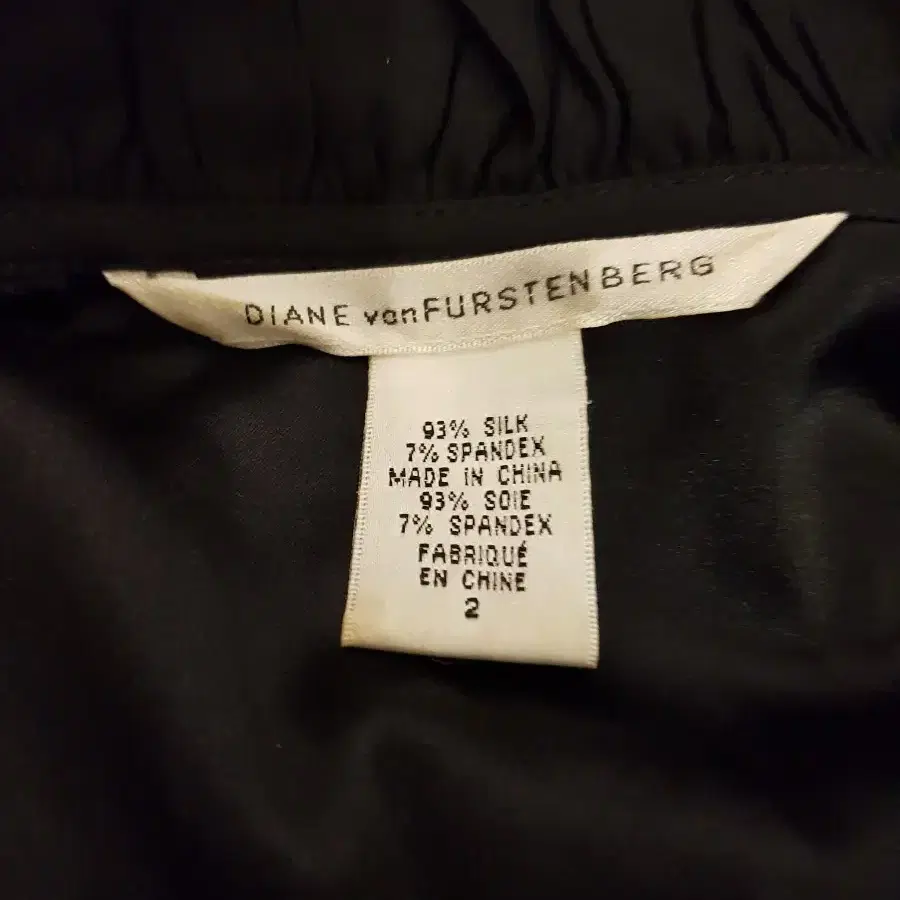 DIANE vonFURSTENBERG
93% SILK
7% SPANDEX
MADE IN CHINA
93% SOIE
7% SPANDEX
FABRIQUÉ
EN CHINE
2